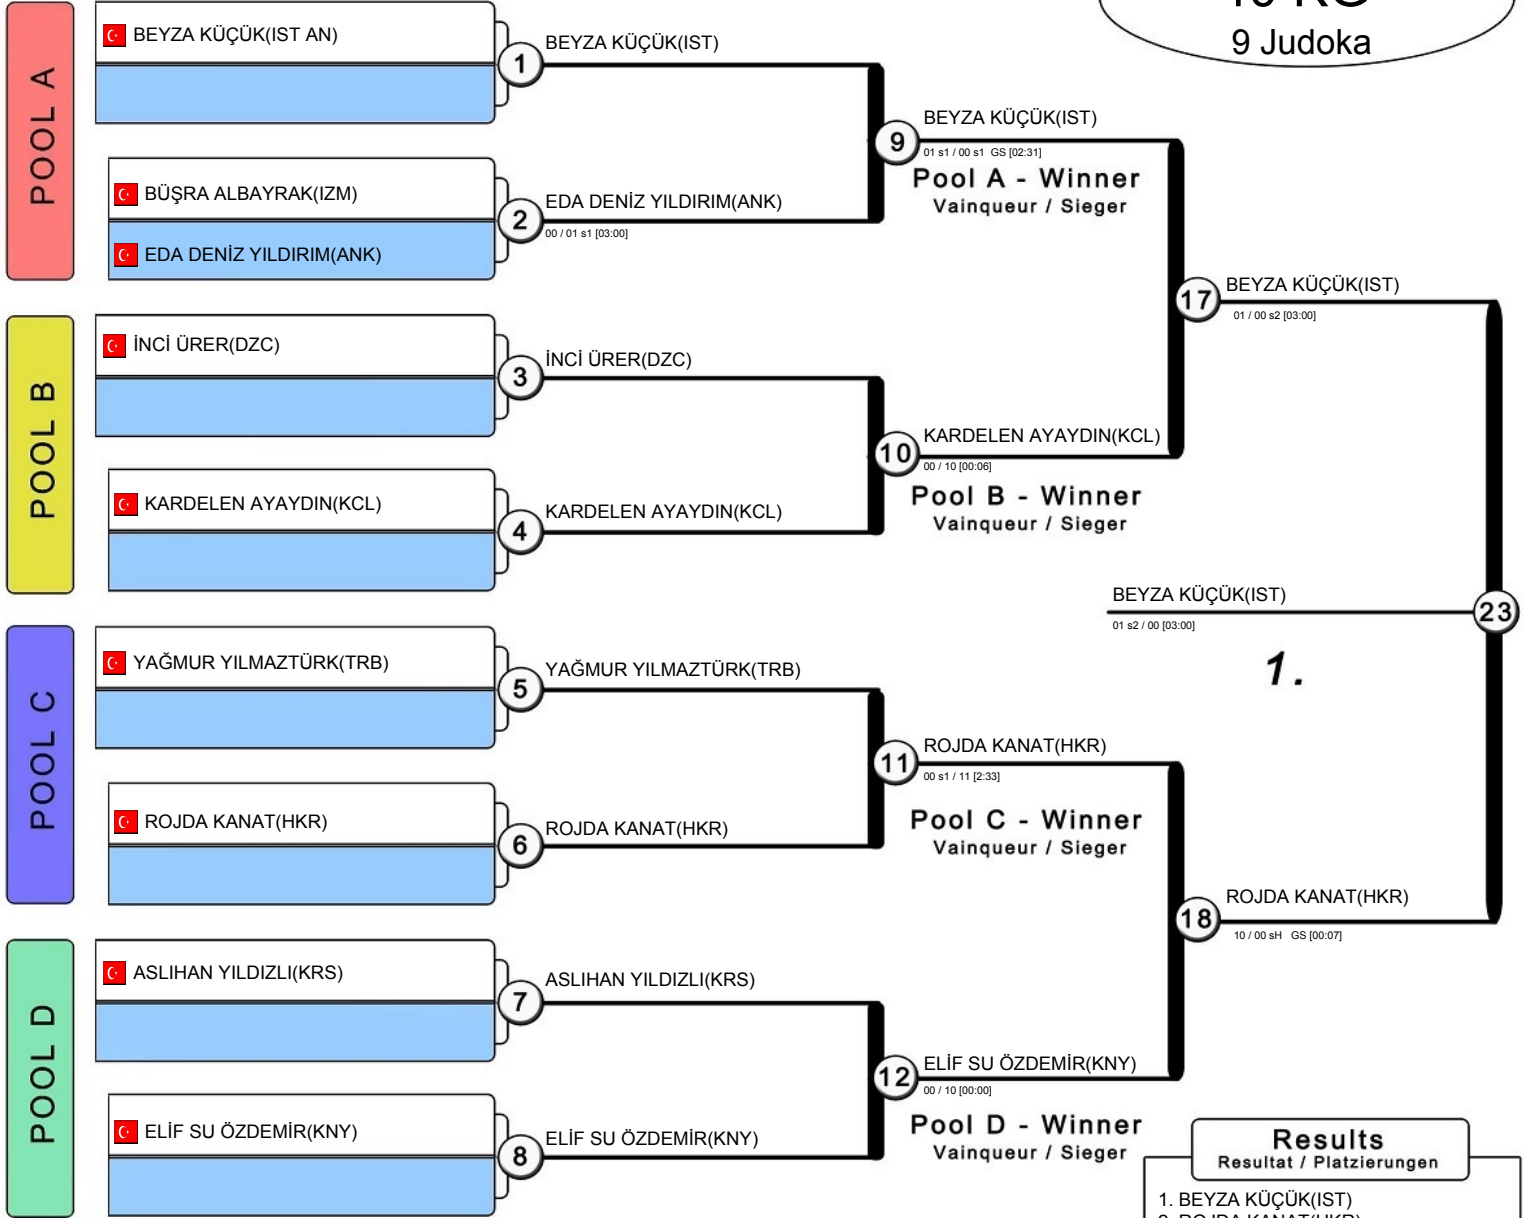 KG
9 Judoka
POOL A
BEYZA KÜÇÜK(IST AN)
1
BEYZA KÜÇÜK(IST)
BÜŞRA ALBAYRAK(IZM)
EDA DENİZ YILDIRIM(ANK)
2
EDA DENİZ YILDIRIM(ANK)
00 / 01 s1 [03:00]
9
BEYZA KÜÇÜK(IST)
01 s1 / 00 s1 GS [02:31]
Pool A - Winner
Vainqueur / Sieger
POOL B
İNCİ ÜRER(DZC)
3
İNCİ ÜRER(DZC)
KARDELEN AYAYDIN(KCL)
4
KARDELEN AYAYDIN(KCL)
10
KARDELEN AYAYDIN(KCL)
00 / 10 [00:06]
Pool B - Winner
Vainqueur / Sieger
17
BEYZA KÜÇÜK(IST)
01 / 00 s2 [03:00]
BEYZA KÜÇÜK(IST)
23
01 s2 / 00 [03:00]
1.
POOL C
YAĞMUR YILMAZTÜRK(TRB)
5
YAĞMUR YILMAZTÜRK(TRB)
ROJDA KANAT(HKR)
6
ROJDA KANAT(HKR)
11
ROJDA KANAT(HKR)
00 s1 / 11 [2:33]
Pool C - Winner
Vainqueur / Sieger
18
ROJDA KANAT(HKR)
10 / 00 sH GS [00:07]
POOL D
ASLIHAN YILDIZLI(KRS)
7
ASLIHAN YILDIZLI(KRS)
ELİF SU ÖZDEMİR(KNY)
8
ELİF SU ÖZDEMİR(KNY)
12
ELİF SU ÖZDEMİR(KNY)
00 / 10 [00:00]
Pool D - Winner
Vainqueur / Sieger
Results
Resultat / Platzierungen
1. BEYZA KÜÇÜK(IST)
2. ROJDA KANAT(HKR)